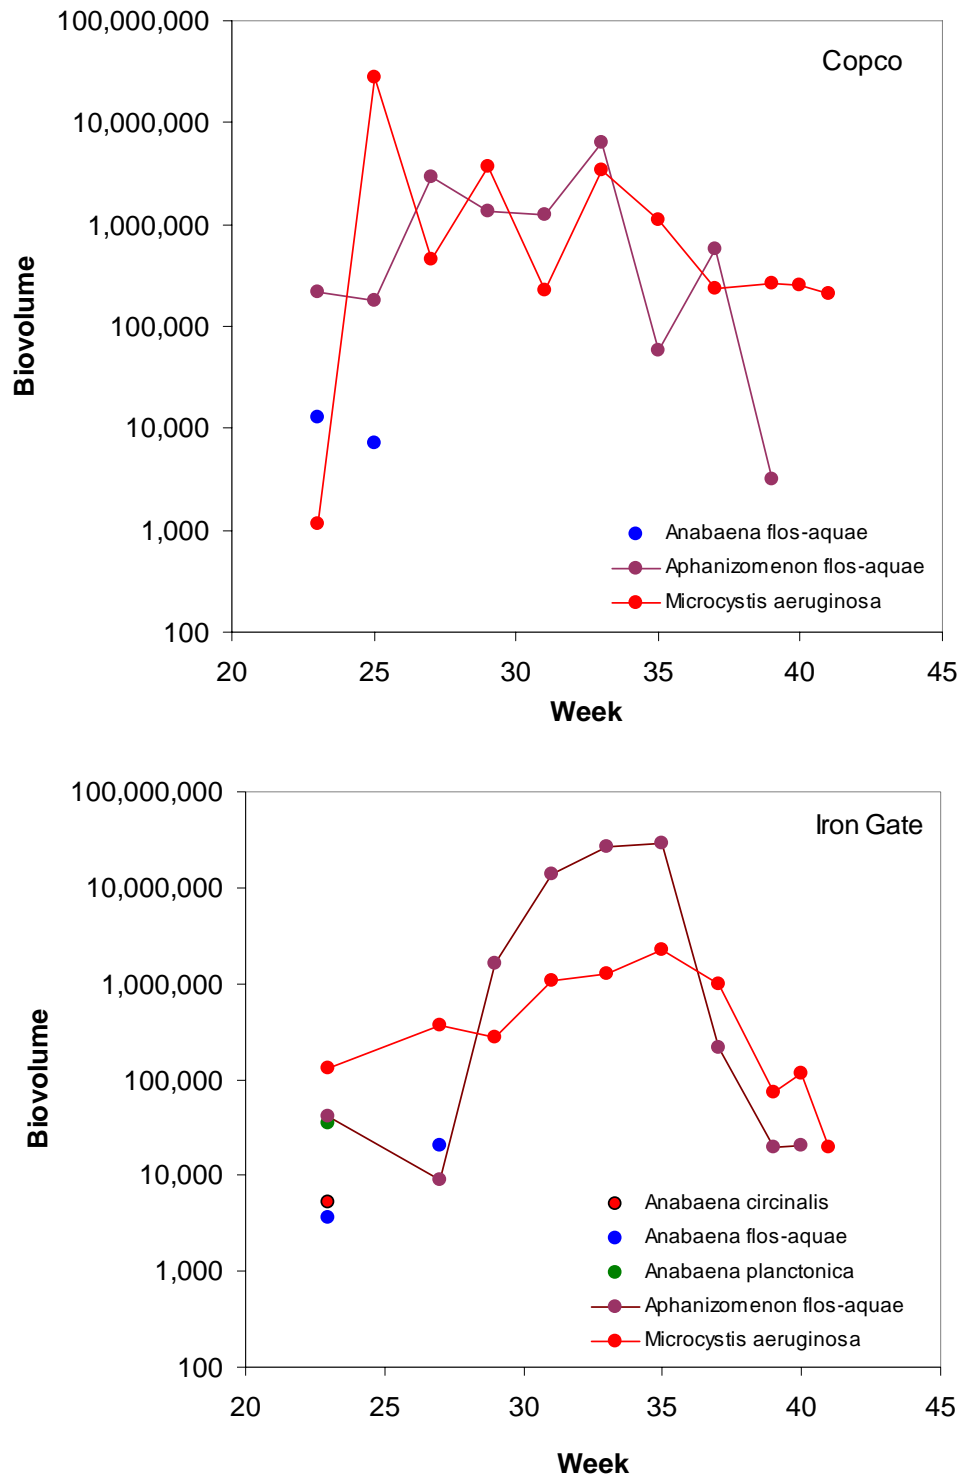 100,000,000
Copco
10,000,000
1,000,000
100,000
10,000
1,000
100
Biovolume
Anabaena flos-aquae
Aphanizomenon flos-aquae
Microcystis aeruginosa
20 25 30 35 40 45
Week
100,000,000
Iron Gate
10,000,000
1,000,000
100,000
10,000
1,000
100
Biovolume
Anabaena circinalis
Anabaena flos-aquae
Anabaena planctonica
Aphanizomenon flos-aquae
Microcystis aeruginosa
20 25 30 35 40 45
Week